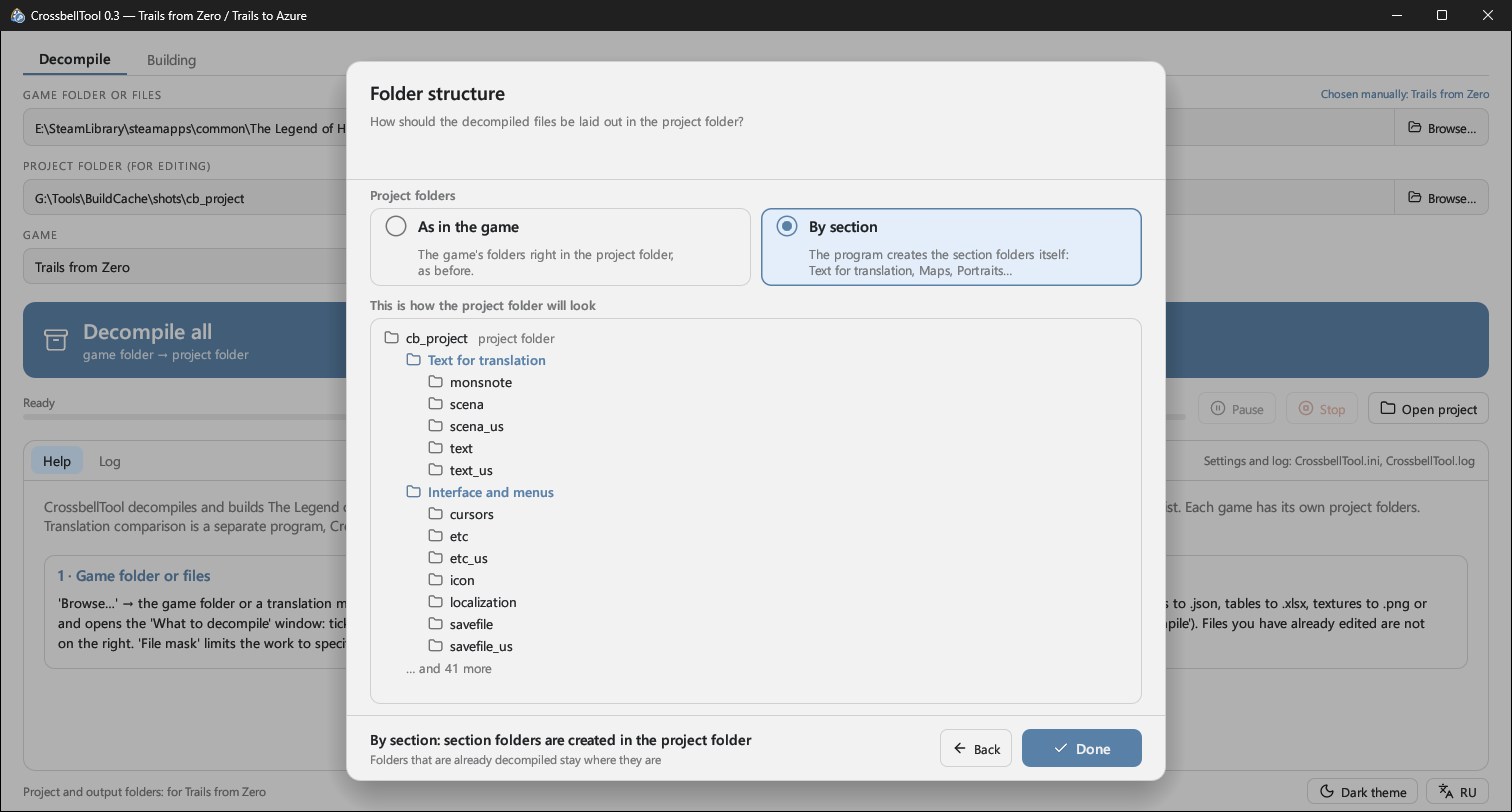 CrossbellTool 0.3 — Trails from Zero / Trails to Azure
Decompile
Building
GAME FOLDER OR FILES
Chosen manually: Trails from Zero
E:\SteamLibrary\steamapps\common\The Legend of H
Browse...
PROJECT FOLDER (FOR EDITING)
G:\Tools\BuildCache\shots\cb_project
Browse...
GAME
Trails from Zero
Decompile all
game folder → project folder
Ready
Pause
Stop
Open project
Help
Log
Settings and log: CrossbellTool.ini, CrossbellTool.log
CrossbellTool decompiles and builds The Legend
ist. Each game has its own project folders.
Translation comparison is a separate program, Cr
1 · Game folder or files
'Browse...' → the game folder or a translation m
s to .json, tables to .xlsx, textures to .png or
and opens the 'What to decompile' window: tick
pile'). Files you have already edited are not
on the right. 'File mask' limits the work to speci
Folder structure
How should the decompiled files be laid out in the project folder?
Project folders
As in the game
The game's folders right in the project folder,
as before.
By section
The program creates the section folders itself:
Text for translation, Maps, Portraits...
This is how the project folder will look
cb_project project folder
Text for translation
monsnote
scena
scena_us
text
text_us
Interface and menus
cursors
etc
etc_us
icon
localization
savefile
savefile_us
... and 41 more
By section: section folders are created in the project folder
Folders that are already decompiled stay where they are
Back
Done
Project and output folders: for Trails from Zero
Dark theme
RU